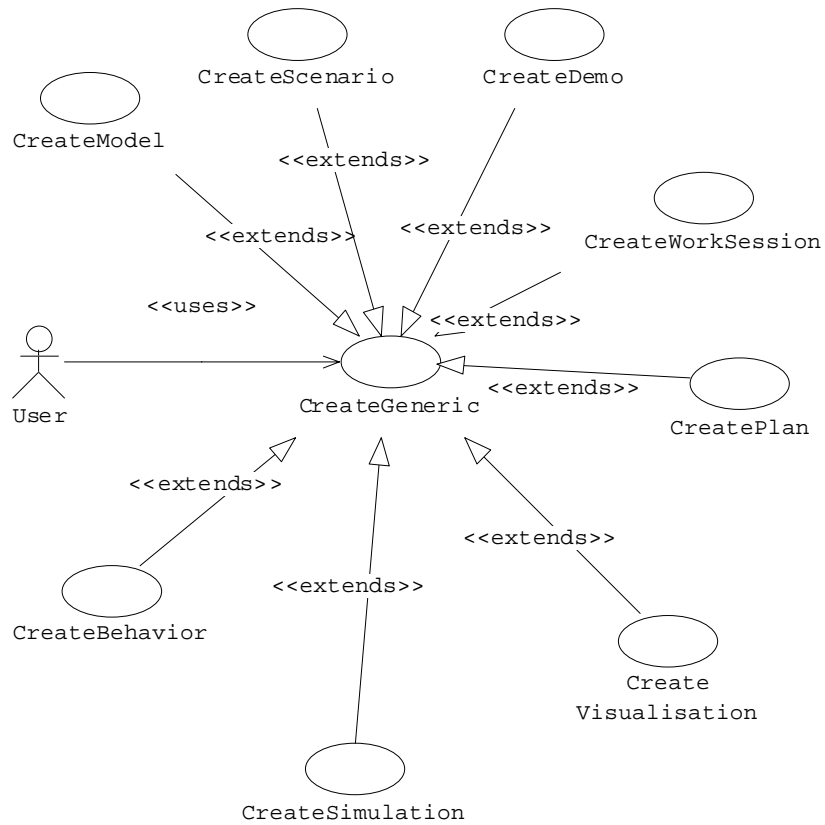 CreateScenario
CreateDemo
CreateModel
<<extends>>
<<extends>>
<<extends>>
CreateWorkSession
<<uses>>
<<extends>>
<<extends>>
User
CreateGeneric
CreatePlan
<<extends>>
<<extends>>
<<extends>>
CreateBehavior
Create
Visualisation
CreateSimulation